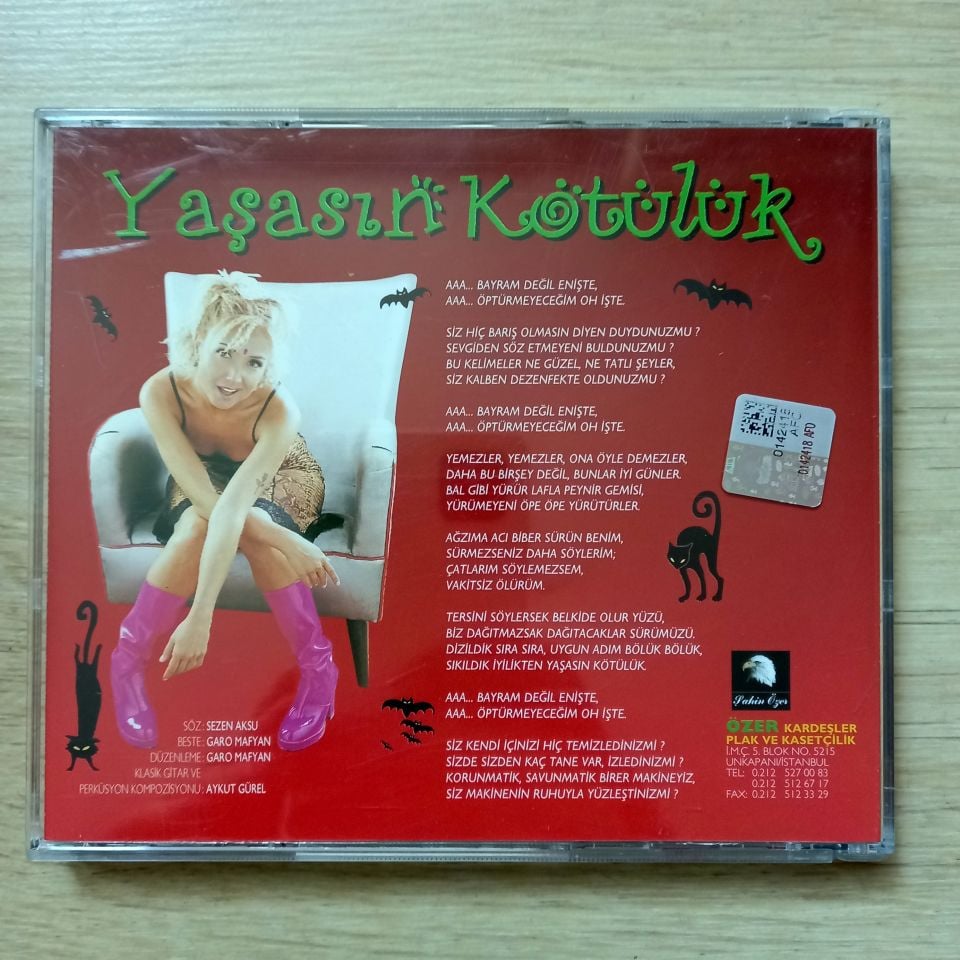 Yaşasın Kötülük
AAA... BAYRAM DEĞİL ENİŞTE,
AAA... ÖPTÜRMEYECEĞİM OH İŞTE.
SİZ HİÇ BARIŞ OLMASIN DİYEN DUYDUNUZMU ?
SEVGİDEN SÖZ ETMEYENİ BULDUNUZMU ?
BU KELİMELER NE GÜZEL, NE TATLI ŞEYLER,
SİZ KALBEN DEZENFEKTE OLDUNUZMU ?
AAA... BAYRAM DEĞİL ENİŞTE,
AAA... ÖPTÜRMEYECEĞİM OH İŞTE.
YEMEZLER, YEMEZLER, ONA ÖYLE DEMEZLER,
DAHA BU BİRŞEY DEĞİL, BUNLAR İYİ GÜNLER.
BAL GİBİ YÜRÜR LAFLA PEYNİR GEMİSİ,
YÜRÜMEYENİ ÖPE ÖPE YÜRÜTÜRLER.
AĞZIMA ACI BİBER SÜRÜN BENİM,
SÜRMEZSENİZ DAHA SÖYLERİM;
ÇATLARIM SÖYLEMEZSEM,
VAKİTSİZ ÖLÜRÜM.
TERSİNİ SÖYLERSEK BELKİDE OLUR YÜZÜ,
BİZ DAĞITMAZSAK DAĞITACAKLAR SÜRÜMÜZÜ.
DİZİLDİK SIRA SIRA, UYGUN ADIM BÖLÜK BÖLÜK,
SIKILDIK İYİLİKTEN YAŞASIN KÖTÜLÜK.
AAA... BAYRAM DEĞİL ENİŞTE,
AAA... ÖPTÜRMEYECEĞİM OH İŞTE.
SİZ KENDİ İÇİNİZİ HİÇ TEMİZLEDİNİZMİ ?
SİZDE SİZDEN KAÇ TANE VAR, İZLEDİNİZMİ ?
KORUNMATİK, SAVUNMATİK BİRER MAKİNEYİZ,
SİZ MAKİNENİN RUHUYLA YÜZLEŞTİNİZMİ ?
SÖZ: SEZEN AKSU
BESTE: GARO MAFYAN
DÜZENLEME: GARO MAFYAN
KLASİK GİTAR VE
PERKÜSYON KOMPOZİSYONU: AYKUT GÜREL
0142418 AFD
0142418 AFD
Şahin Özer
ÖZER KARDEŞLER
PLAK VE KASETÇİLİK
İ.M.Ç. 5. BLOK NO. 5215
UNKAPANI/İSTANBUL
TEL: 0.212 527 00 83
0.212 512 67 17
FAX: 0.212 512 33 29